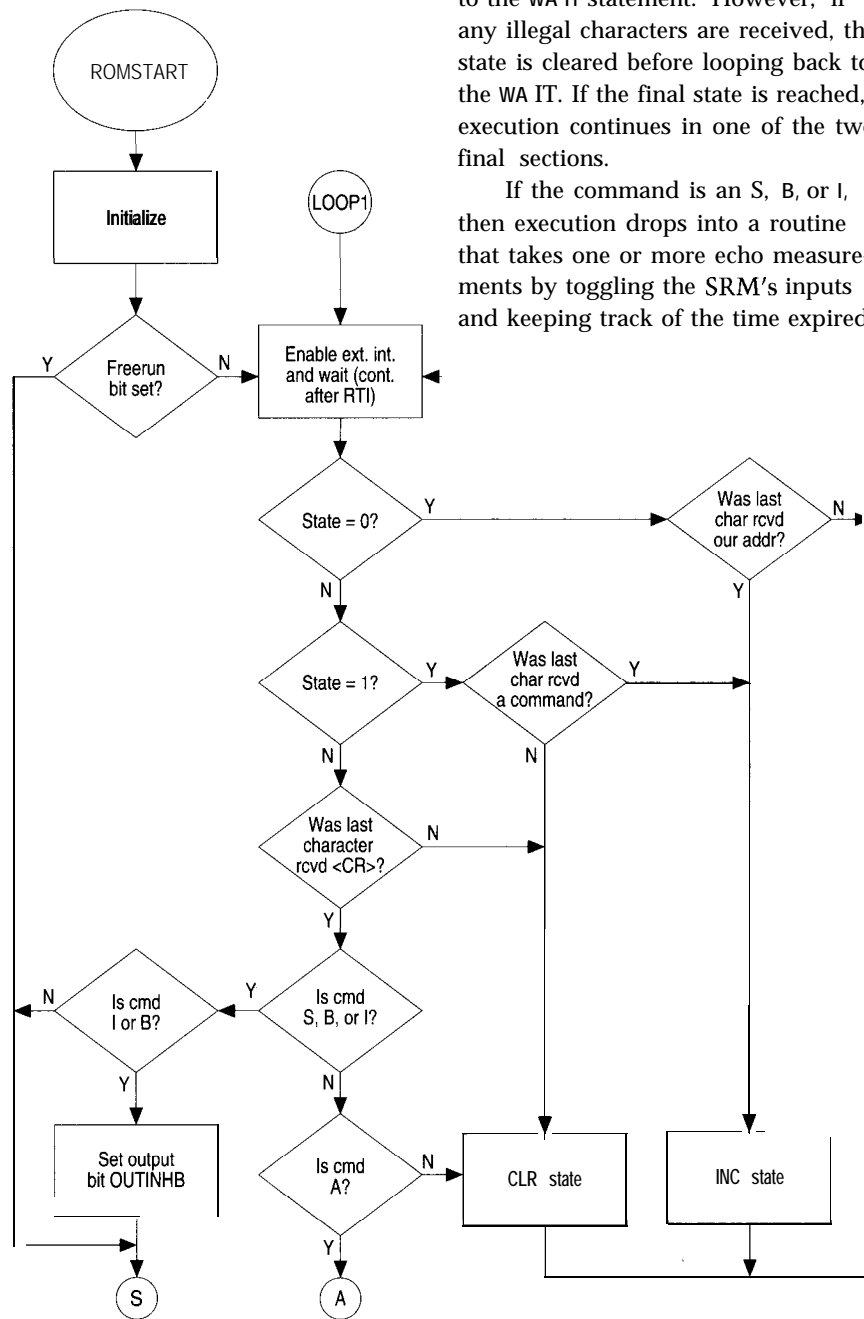 to the WA IT statement. However, if
any illegal characters are received, th
state is cleared before looping back to
the WA IT. If the final state is reached,
execution continues in one of the two
final sections.
If the command is an S, B, or I,
then execution drops into a routine
that takes one or more echo measure-
ments by toggling the SRM's inputs
and keeping track of the time expired
ROMSTART
Initialize
LOOP1
Y
Freerun
bit set?
N
Enable ext. int.
and wait (cont.
after RTI)
State = 0?
Y
Was last
char rcvd
our addr?
N
N
Y
State = 1?
Y
Was last
char rcvd
a command?
Y
N
N
Was last
character
rcvd <CR>?
N
Y
N
Is cmd
I or B?
Y
Is cmd
S, B, or I?
Y
N
Set output
bit OUTINHB
Is cmd
A?
N
CLR state
INC state
Y
S
A